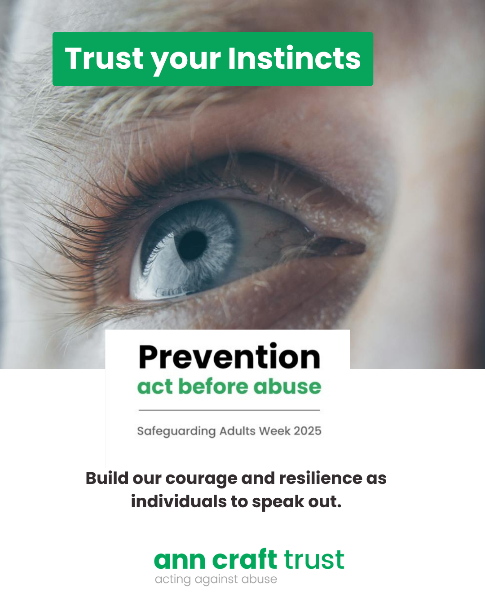 Trust your Instincts
Prevention
act before abuse
Safeguarding Adults Week 2025
Build our courage and resilience as
individuals to speak out.
ann craft trust
acting against abuse